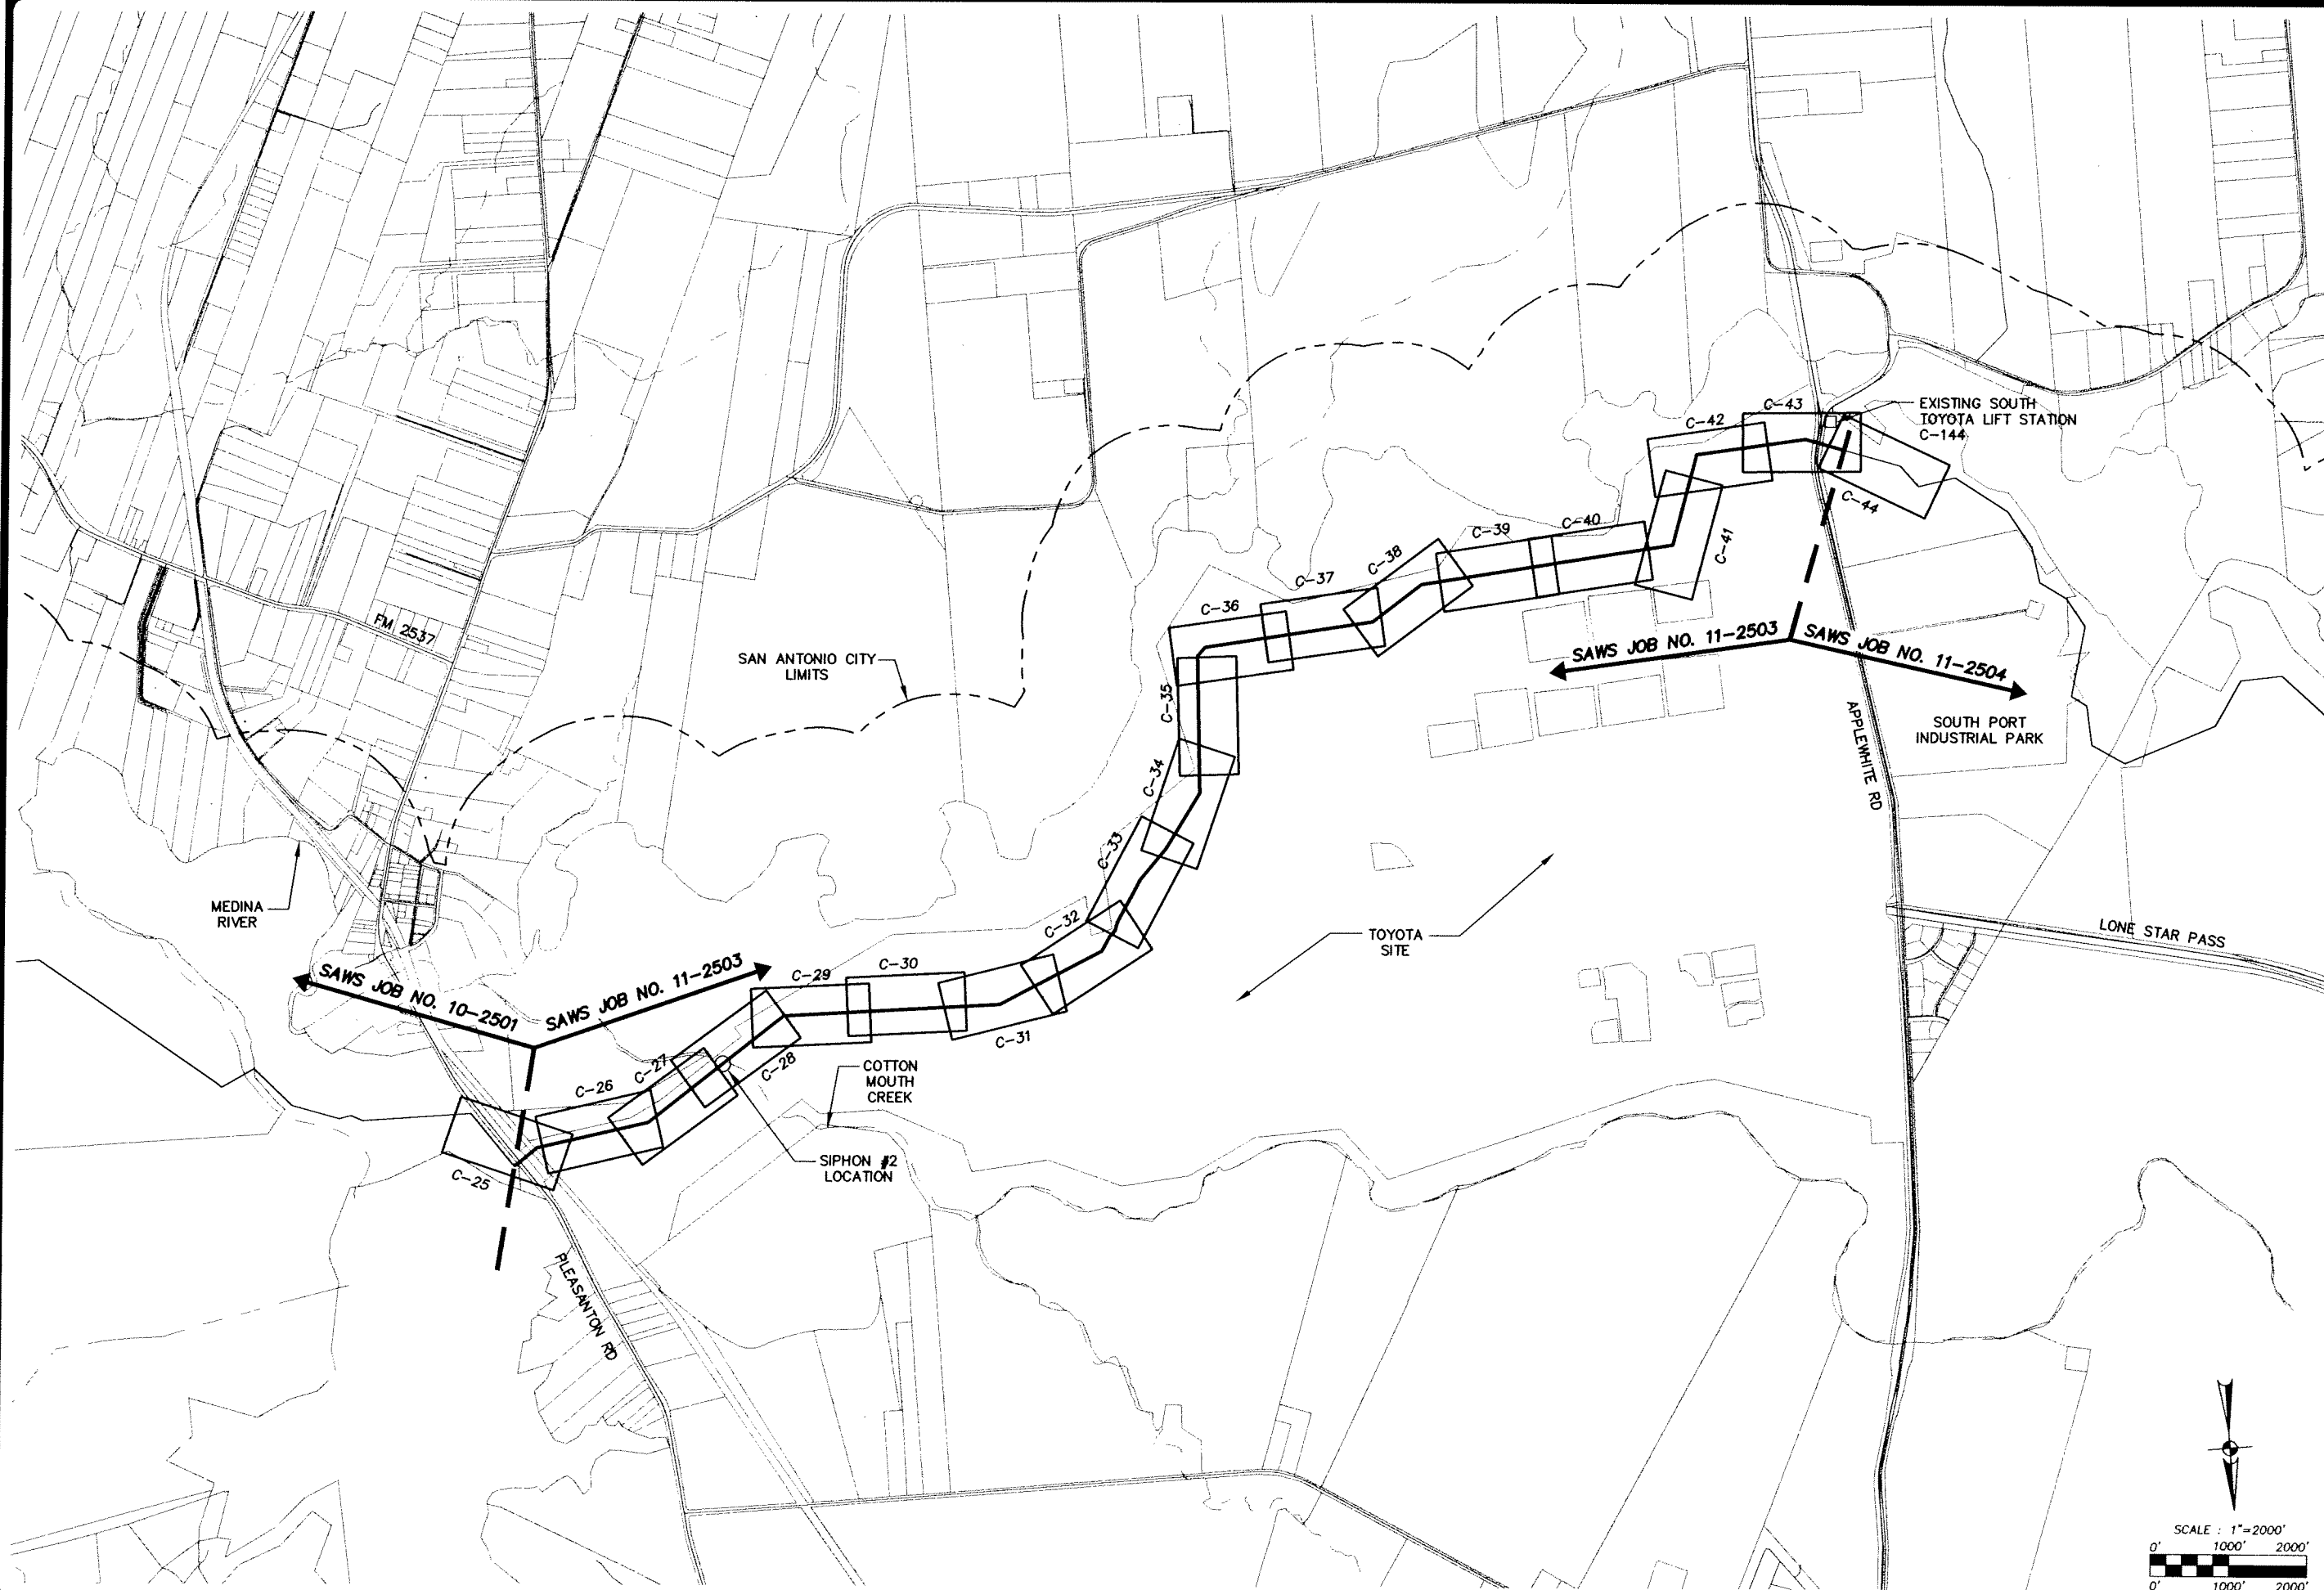 C-43
C-42
EXISTING SOUTH
TOYOTA LIFT STATION
C-144
C-44
C-39
C-40
C-41
C-38
C-37
C-36
FM 2537
SAN ANTONIO CITY
LIMITS
SAWS JOB NO. 11-2503
SAWS JOB NO. 11-2504
C-35
SOUTH PORT
INDUSTRIAL PARK
APPLEWHITE RD
C-34
C-33
MEDINA
RIVER
C-32
TOYOTA
SITE
LONE STAR PASS
SAWS JOB NO. 10-2501
SAWS JOB NO. 11-2503
C-29
C-30
C-31
C-28
C-27
C-26
COTTON
MOUTH
CREEK
C-25
SIPHON #2
LOCATION
PLEASANTON RD
SCALE : 1"=2000'
0' 1000' 2000'
0' 1000' 2000'